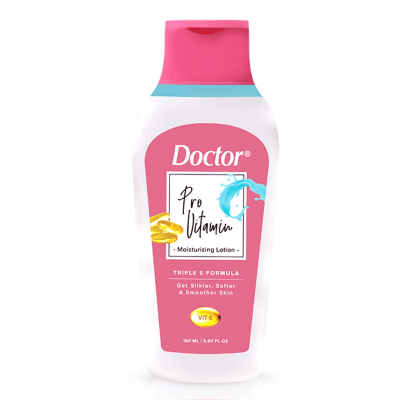 Doctor®
Pro
Vitamin
- Moisturizing Lotion -
TRIPLE S FORMULA
Get Silkier, Softer
& Smoother Skin
VIT-E
150 ML | 5.07 FL OZ